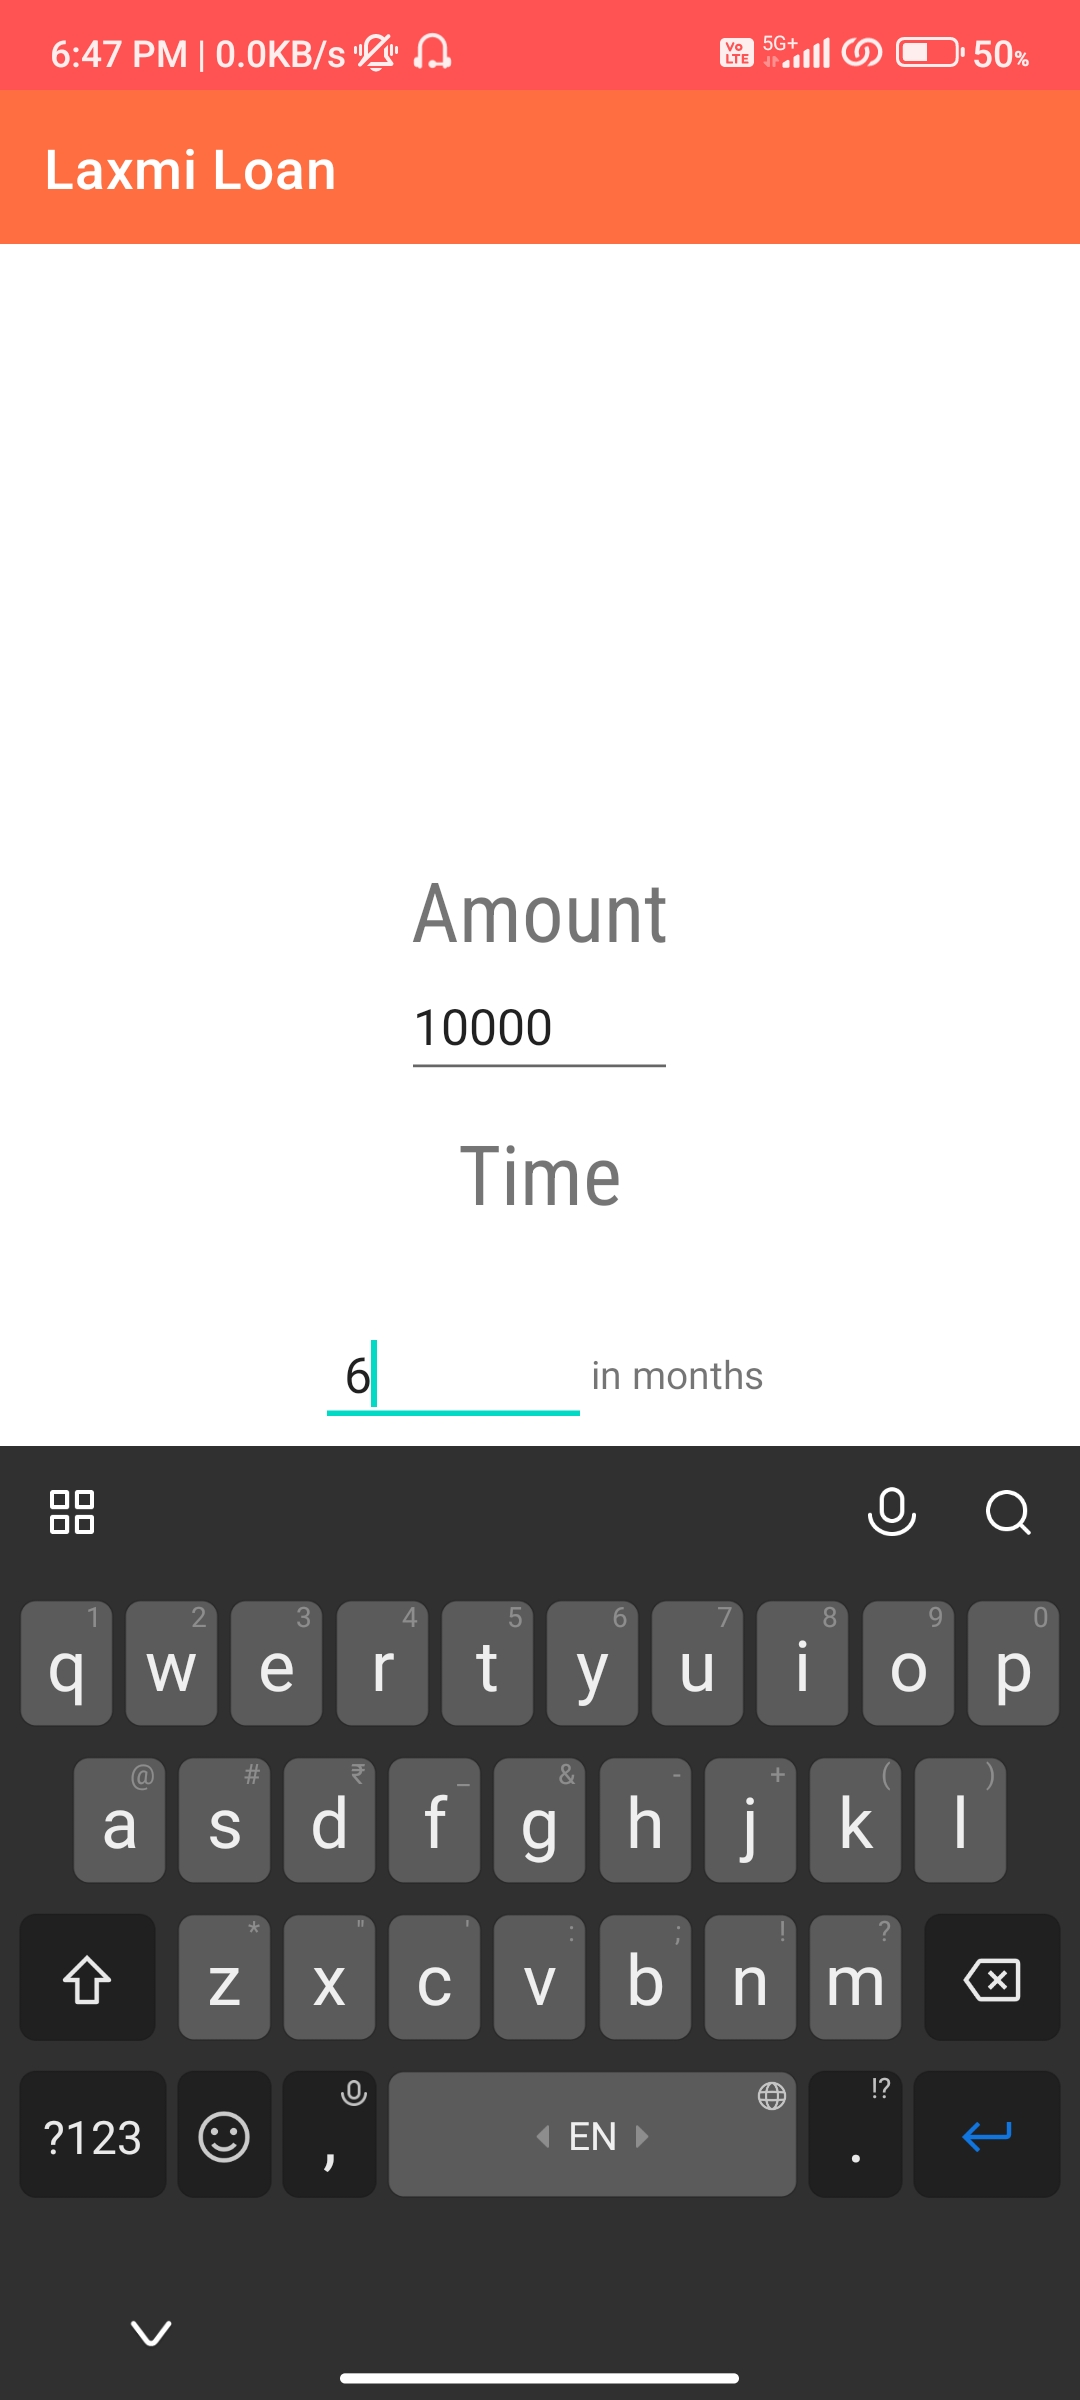 6:47 PM | 0.0KB/s Vo LTE 5G+ 50%
Laxmi Loan
Amount
10000
Time
6 in months
1 2 3 4 5 6 7 8 9 0
q w e r t y u i o p
@ # ₹ _ & - + ( )
a s d f g h j k l
* " ' : ; ! ?
z x c v b n m
!?
?123 , EN .